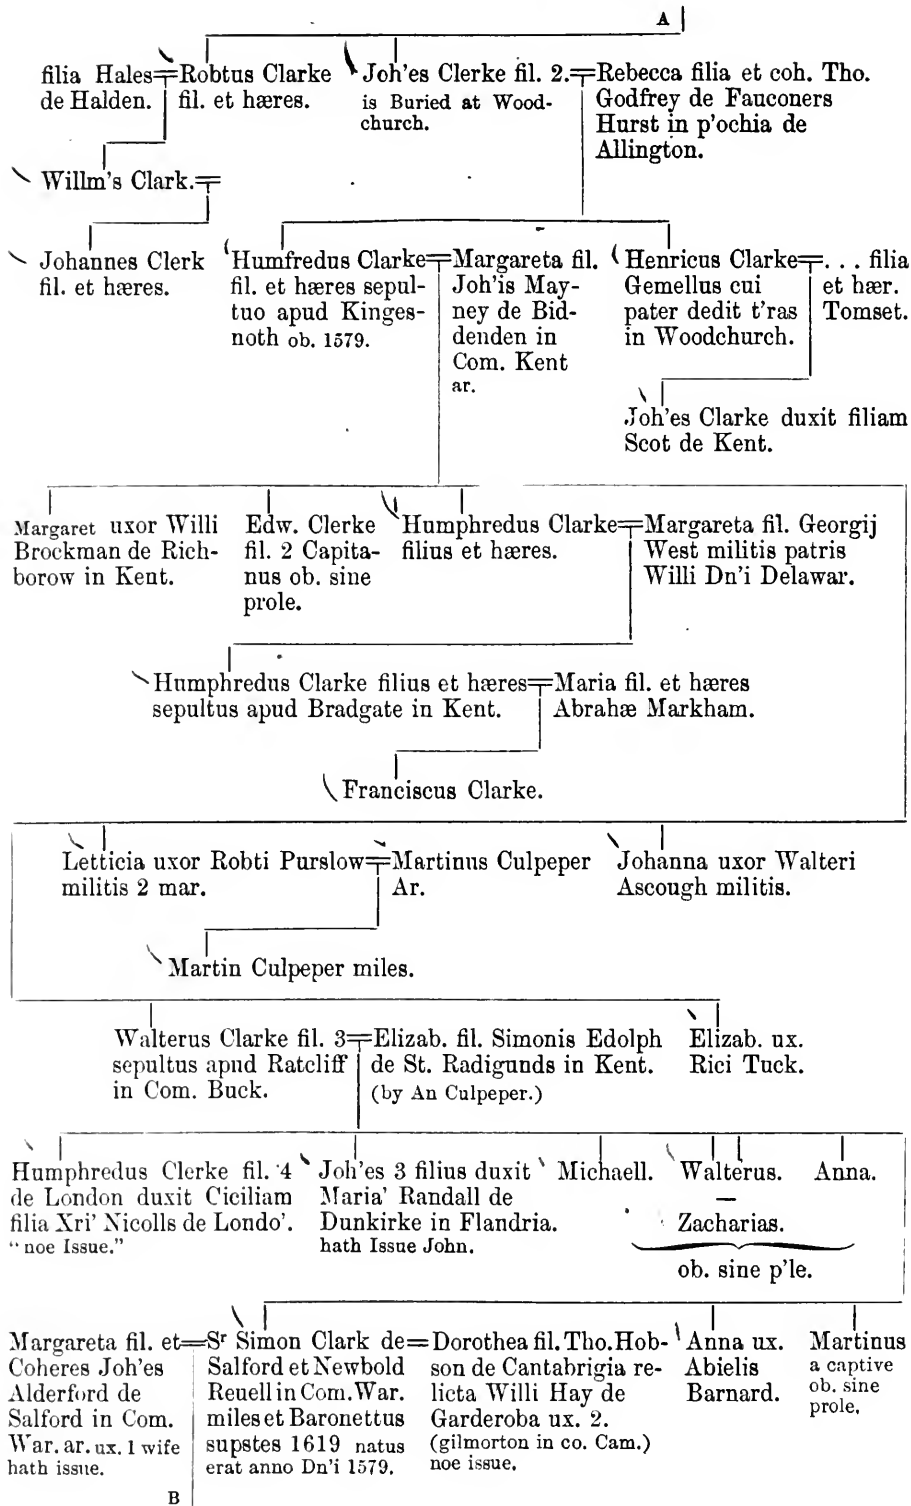 A
filia Hales
de Halden.
Robtus Clarke
fil. et hæres.
Joh'es Clerke fil. 2.
is Buried at Wood-
church.
Rebecca filia et coh. Tho.
Godfrey de Fauconers
Hurst in p'ochia de
Allington.
Willm's Clark.
Johannes Clerk
fil. et hæres.
Humfredus Clarke
fil. et hæres sepul-
tuo apud Kinges-
noth ob. 1579.
Margareta fil.
Joh'is May-
ney de Bid-
denden in
Com. Kent
ar.
Henricus Clarke
Gemellus cui
pater dedit t'ras
in Woodchurch.
. . . filia
et hær.
Tomset.
Joh'es Clarke duxit filiam
Scot de Kent.
Margaret uxor Willi
Brockman de Rich-
borow in Kent.
Edw. Clerke
fil. 2 Capita-
nus ob. sine
prole.
Humphredus Clarke
filius et hæres.
Margareta fil. Georgij
West militis patris
Willi Dn'i Delawar.
Humphredus Clarke filius et hæres
sepultus apud Bradgate in Kent.
Maria fil. et hæres
Abrahæ Markham.
Franciscus Clarke.
Letticia uxor Robti Purslow
militis 2 mar.
Martinus Culpeper
Ar.
Johanna uxor Walteri
Ascough militis.
Martin Culpeper miles.
Walterus Clarke fil. 3
sepultus apud Ratcliff
in Com. Buck.
Elizab. fil. Simonis Edolph
de St. Radigunds in Kent.
(by An Culpeper.)
Elizab. ux.
Rici Tuck.
Humphredus Clerke fil. 4
de London duxit Ciciliam
filia Xri' Nicolls de Londo'.
"noe Issue."
Joh'es 3 filius duxit
Maria' Randall de
Dunkirke in Flandria.
hath Issue John.
Michaell.
Walterus.
Anna.
—
Zacharias.
ob. sine p'le.
Margareta fil. et
Coheres Joh'es
Alderford de
Salford in Com.
War. ar. ux. 1 wife
hath issue.
Sr Simon Clark de
Salford et Newbold
Reuell in Com. War.
miles et Baronettus
supstes 1619 natus
erat anno Dn'i 1579.
Dorothea fil. Tho. Hob-
son de Cantabrigia re-
licta Willi Hay de
Garderoba ux. 2.
(gilmorton in co. Cam.)
noe issue.
Anna ux.
Abielis
Barnard.
Martinus
a captive
ob. sine
prole.
B